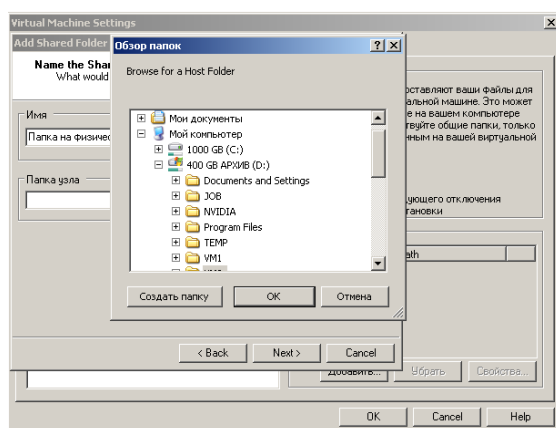 Virtual Machine Settings
Add Shared Folder
Name the Shar
What would
Имя
Папка на физичес
Папка узла
Обзор папок
Browse for a Host Folder
Мои документы
Мой компьютер
1000 GB (C:)
400 GB АРХИВ (D:)
Documents and Settings
JOB
NVIDIA
Program Files
TEMP
VM1
Создать папку
OK
Отмена
< Back
Next >
Cancel
оставляют ваши файлы для
альной машине. Это может
е на вашем компьютере
твуйте общие папки, только
нным на вашей виртуальной
ующего отключения
тановки
ath
Добавить...
Убрать
Свойства...
OK
Cancel
Help